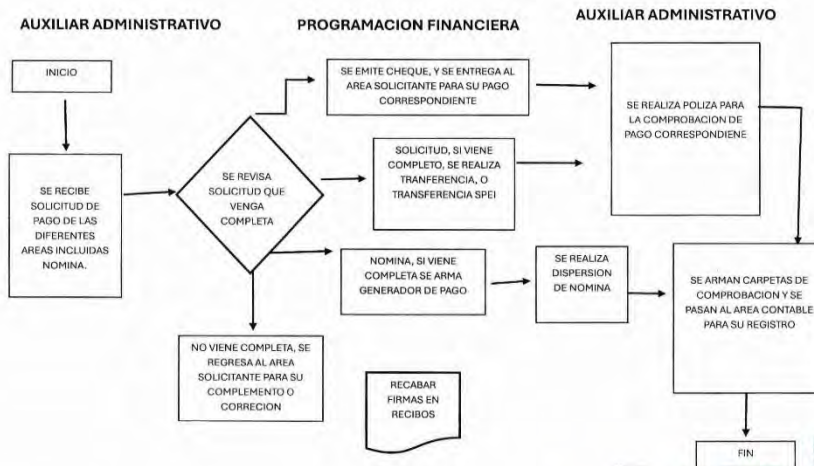 AUXILIAR ADMINISTRATIVO
PROGRAMACION FINANCIERA
AUXILIAR ADMINISTRATIVO
INICIO
SE RECIBE
SOLICITUD DE
PAGO DE LAS
DIFERENTES
AREAS INCLUIDAS
NOMINA.
SE REVISA
SOLICITUD QUE
VENGA
COMPLETA
SE EMITE CHEQUE, Y SE ENTREGA AL
AREA SOLICITANTE PARA SU PAGO
CORRESPONDIENTE
SOLICITUD, SI VIENE
COMPLETO, SE REALIZA
TRANFERENCIA, O
TRANSFERENCIA SPEI
NOMINA, SI VIENE
COMPLETA SE ARMA
GENERADOR DE PAGO
SE REALIZA
DISPERSION
DE NOMINA
NO VIENE COMPLETA, SE
REGRESA AL AREA
SOLICITANTE PARA SU
COMPLEMENTO O
CORRECION
RECABAR
FIRMAS EN
RECIBOS
SE REALIZA POLIZA PARA
LA COMPROBACION DE
PAGO CORRESPONDIENE
SE ARMAN CARPETAS DE
COMPROBACION Y SE
PASAN AL AREA CONTABLE
PARA SU REGISTRO
FIN